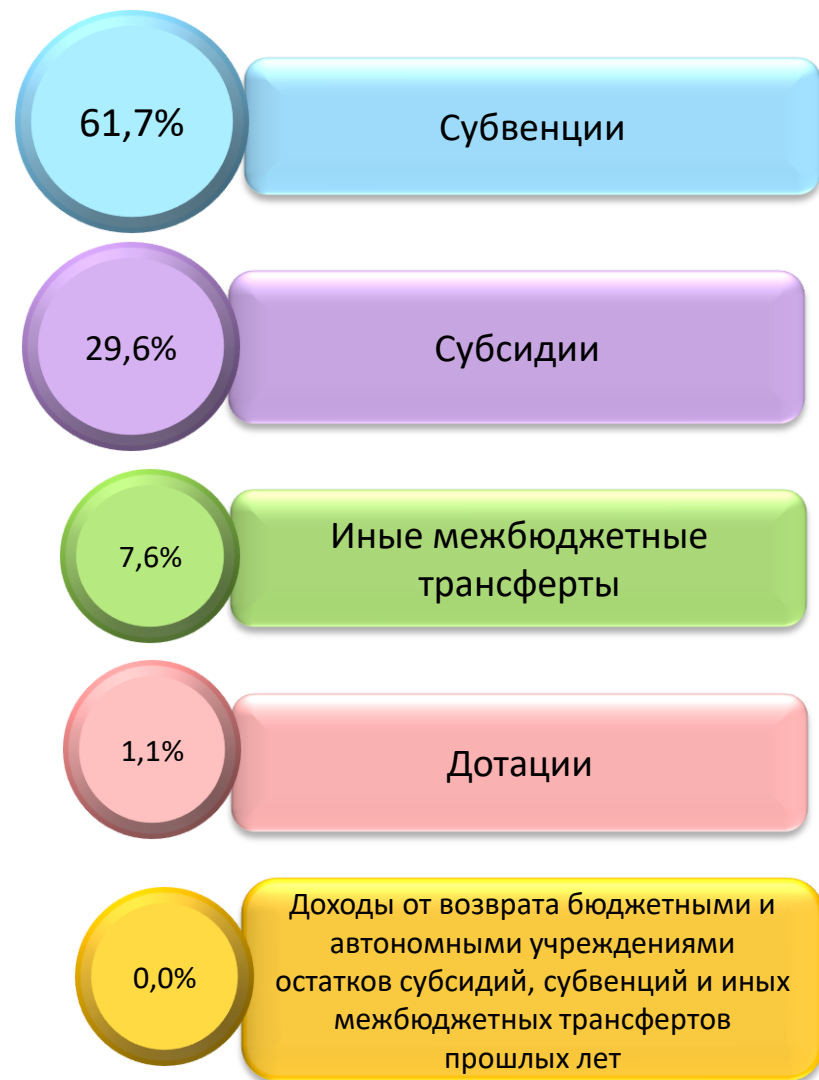 61,7%
Субвенции
29,6%
Субсидии
7,6%
Иные межбюджетные
трансферты
1,1%
Дотации
0,0%
Доходы от возврата бюджетными и
автономными учреждениями
остатков субсидий, субвенций и иных
межбюджетных трансфертов
прошлых лет